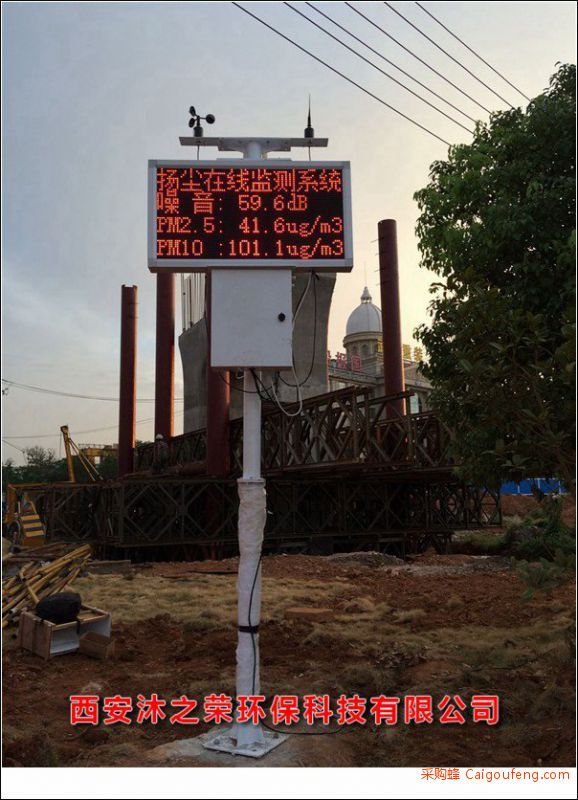 扬尘在线监测系统
噪 音: 59.6dB
PM2.5: 41.6ug/m3
PM10 :101.1ug/m3
西安沐之荣环保科技有限公司
采购蜂 Caigoufeng.com